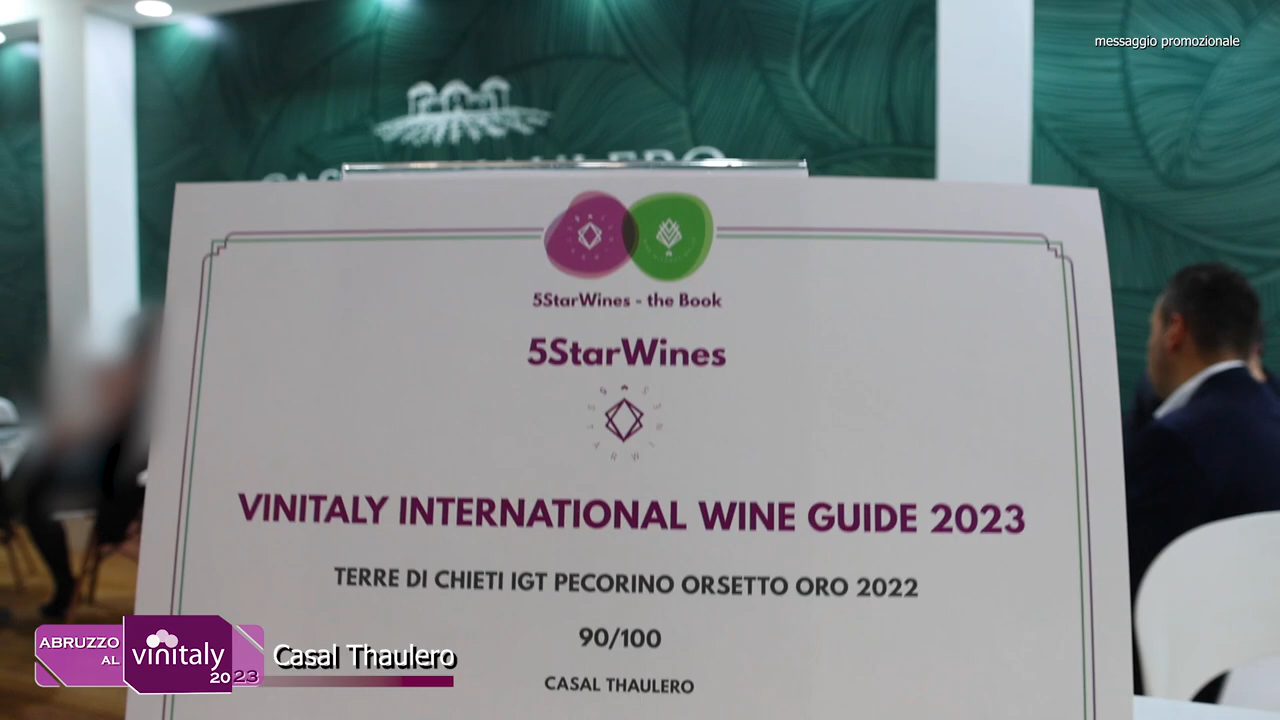 messaggio promozionale
5StarWines - the Book
5StarWines
VINITALY INTERNATIONAL WINE GUIDE 2023
TERRE DI CHIETI IGT PECORINO ORSETTO ORO 2022
90/100
CASAL THAULERO
ABRUZZO
AL
vinitaly
2023
Casal Thaulero